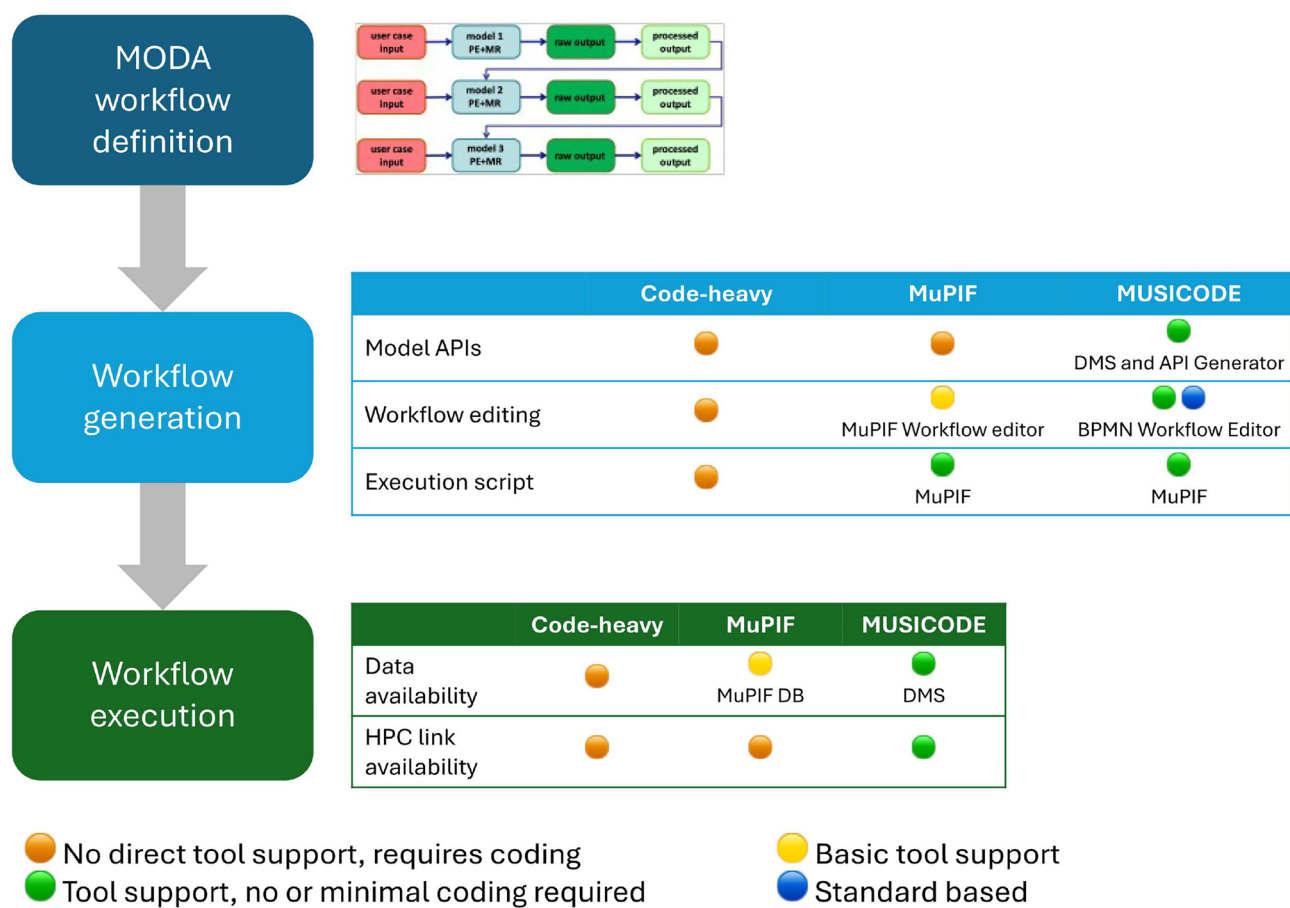 MODA
workflow
definition
user case
input
model 1
PE+MR
raw output
processed
output
user case
input
model 2
PE+MR
raw output
processed
output
user case
input
model 3
PE+MR
raw output
processed
output
Workflow
generation
Code-heavy MuPIF MUSICODE
Model APIs
DMS and API Generator
Workflow editing
MuPIF Workflow editor BPMN Workflow Editor
Execution script
MuPIF MuPIF
Workflow
execution
Code-heavy MuPIF MUSICODE
Data
availability
MuPIF DB DMS
HPC link
availability
No direct tool support, requires coding
Basic tool support
Tool support, no or minimal coding required
Standard based